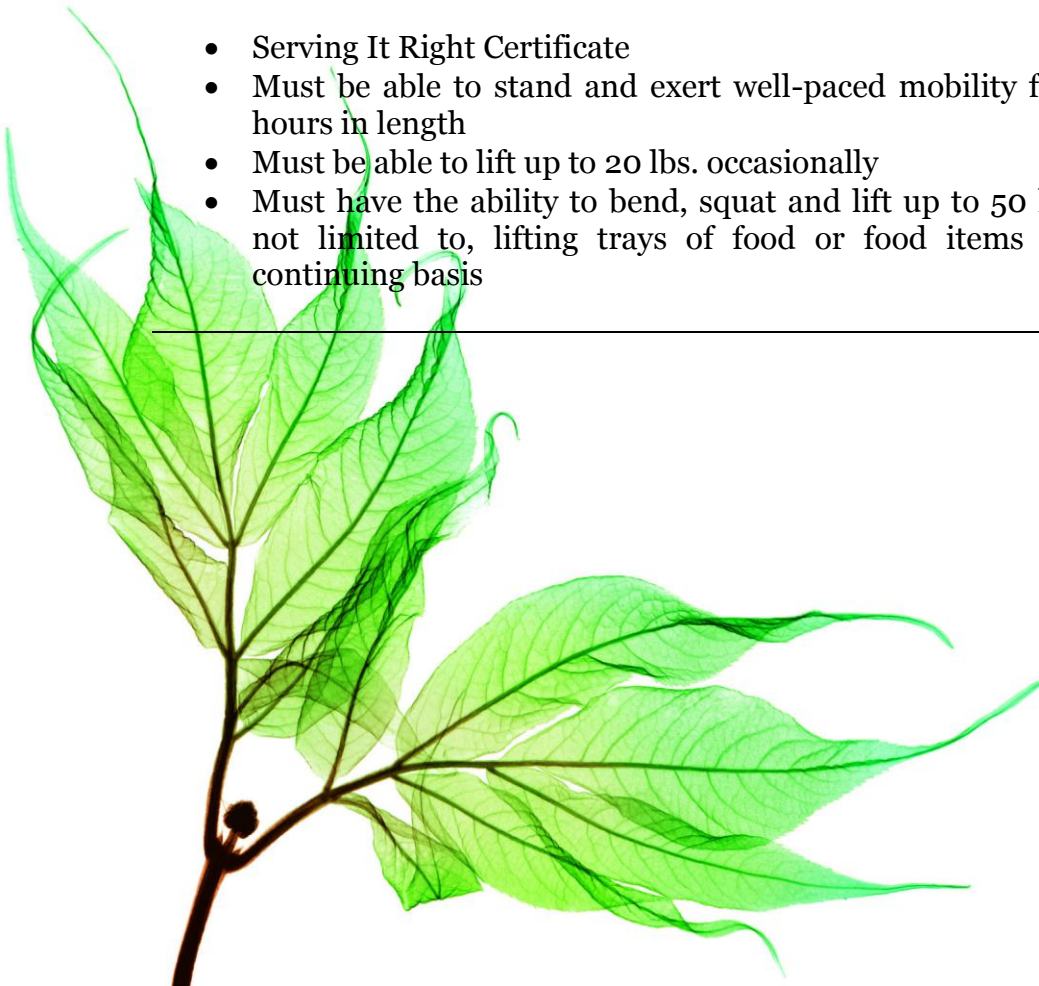 • Serving It Right Certificate
• Must be able to stand and exert well-paced mobility
hours in length
• Must be able to lift up to 20 lbs. occasionally
• Must have the ability to bend, squat and lift up to 50
not limited to, lifting trays of food or food items
continuing basis